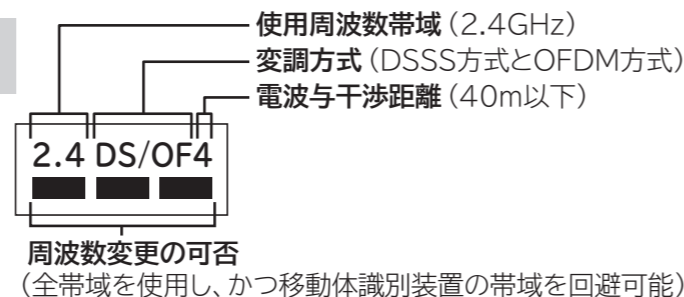 使用周波数帯域（2.4GHz）
変調方式（DSSS方式とOFDM方式）
電波与干渉距離（40m以下）
2.4 DS/OF4
周波数変更の可否
（全帯域を使用し、かつ移動体識別装置の帯域を回避可能）